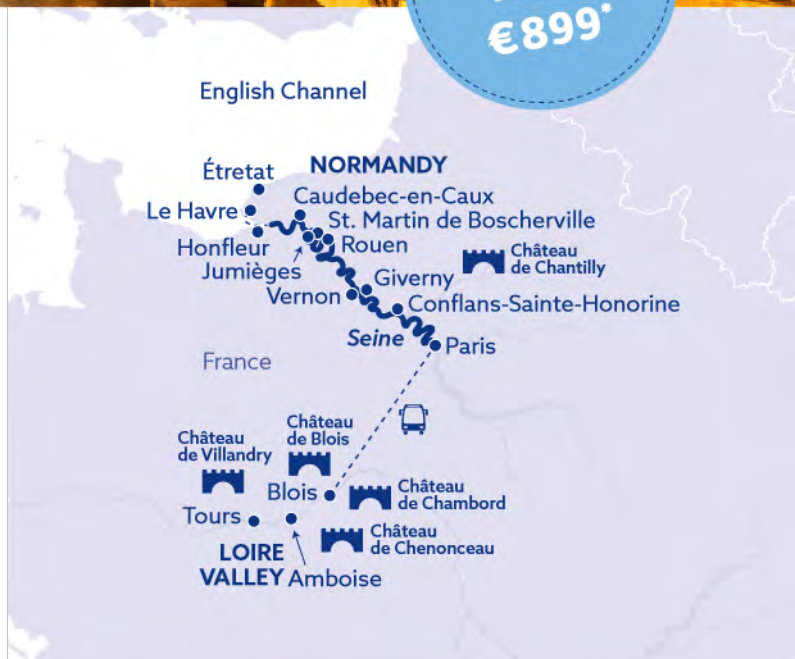 €899*
English Channel
Étretat
NORMANDY
Caudebec-en-Caux
Le Havre
St. Martin de Boscherville
Honfleur
Rouen
Jumièges
Château
de Chantilly
Giverny
Vernon
Conflans-Sainte-Honorine
Seine
Paris
France
Château
de Blois
Château
de Villandry
Blois
Château
de Chambord
Tours
Château
de Chenonceau
LOIRE
VALLEY
Amboise